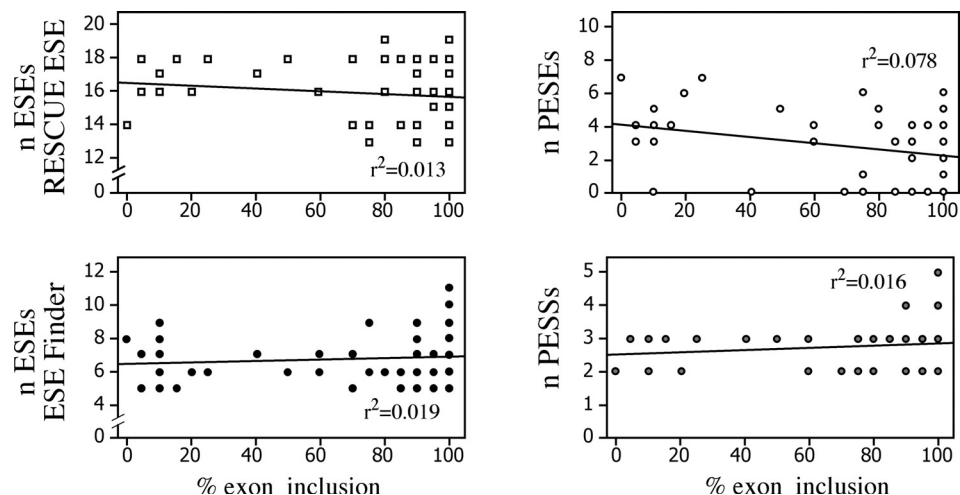 n ESEs
RESCUE ESE
20
18
16
14
12
0
r²=0.013
0 20 40 60 80 100
n PESEs
10
8
6
4
2
0
r²=0.078
0 20 40 60 80 100
n ESEs
ESE Finder
12
10
8
6
4
0
r²=0.019
0 20 40 60 80 100
% exon inclusion
n PESSs
5
4
3
2
1
0
r²=0.016
0 20 40 60 80 100
% exon inclusion